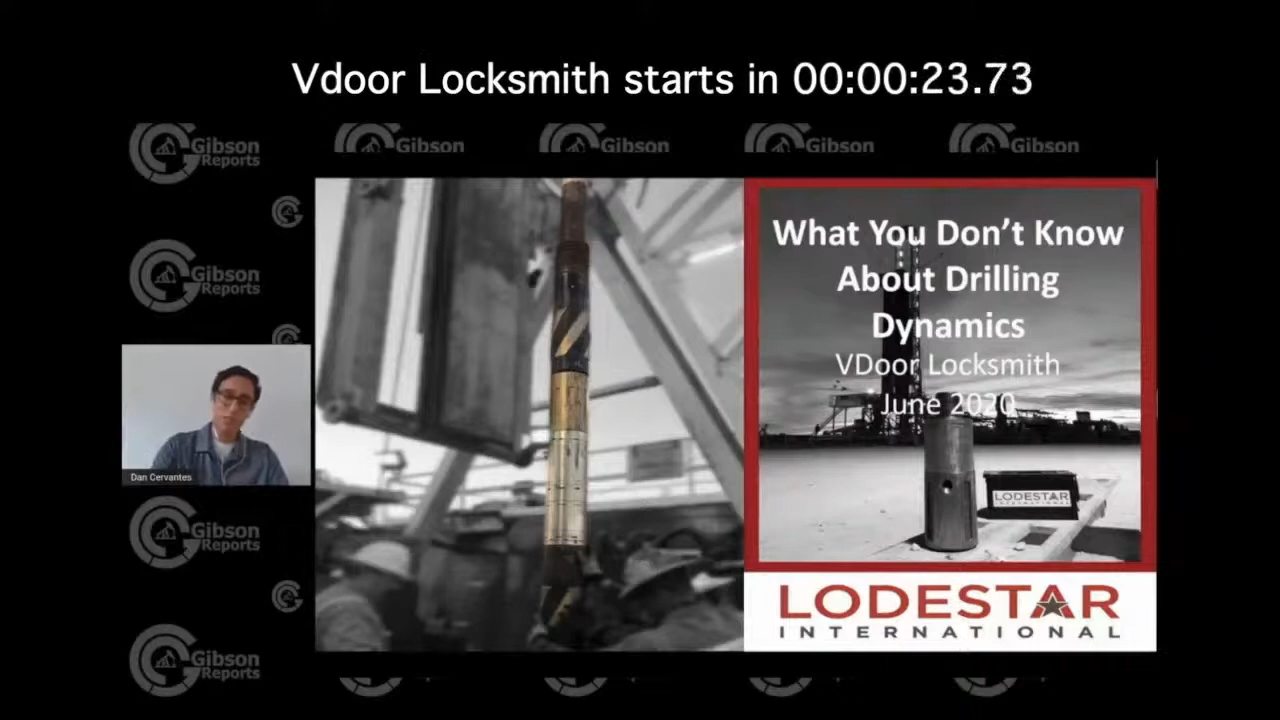 Vdoor Locksmith starts in 00:00:23.73
Gibson
Reports
Gibson
Gibson
Gibson
Gibson
What You Don't Know
About Drilling
Dynamics
VDoor Locksmith
June 2020
Gibson
Reports
Dan Cervantes
LODESTAR
INTERNATIONAL
Gibson
Reports
LODESTAR
INTERNATIONAL
Gibson
Reports